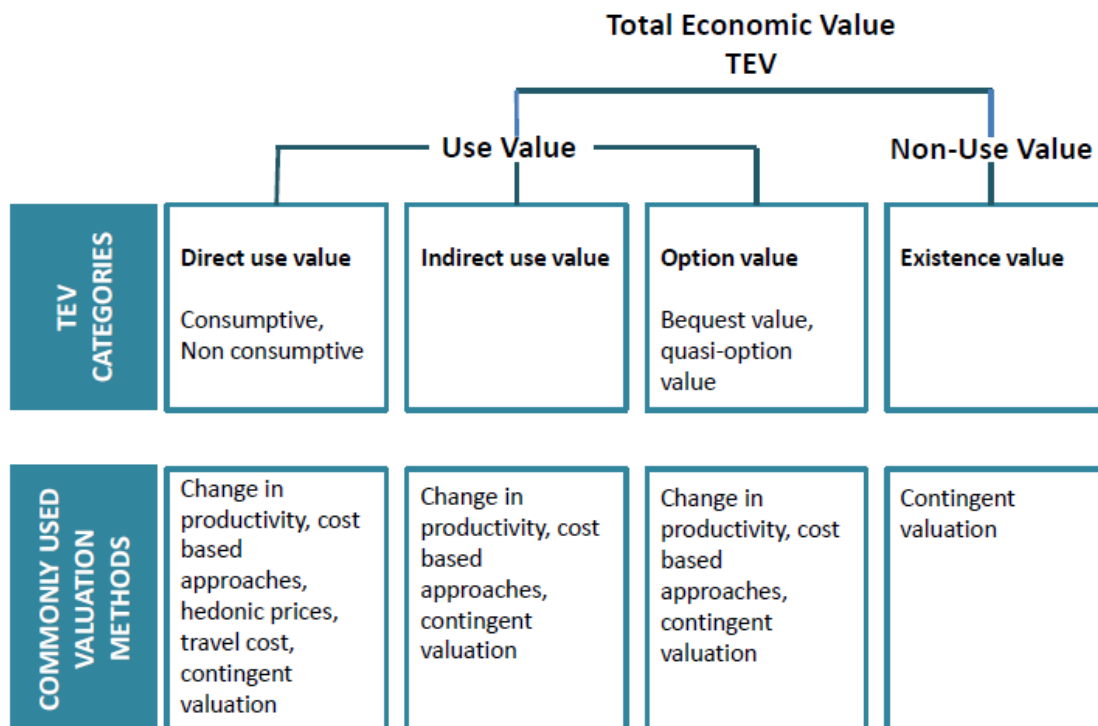 Total Economic Value
TEV
Use Value
Non-Use Value
TEV
CATEGORIES
Direct use value
Consumptive,
Non consumptive
Indirect use value
Option value
Bequest value,
quasi-option
value
Existence value
COMMONLY USED
VALUATION
METHODS
Change in
productivity, cost
based
approaches,
hedonic prices,
travel cost,
contingent
valuation
Change in
productivity, cost
based
approaches,
contingent
valuation
Change in
productivity, cost
based
approaches,
contingent
valuation
Contingent
valuation